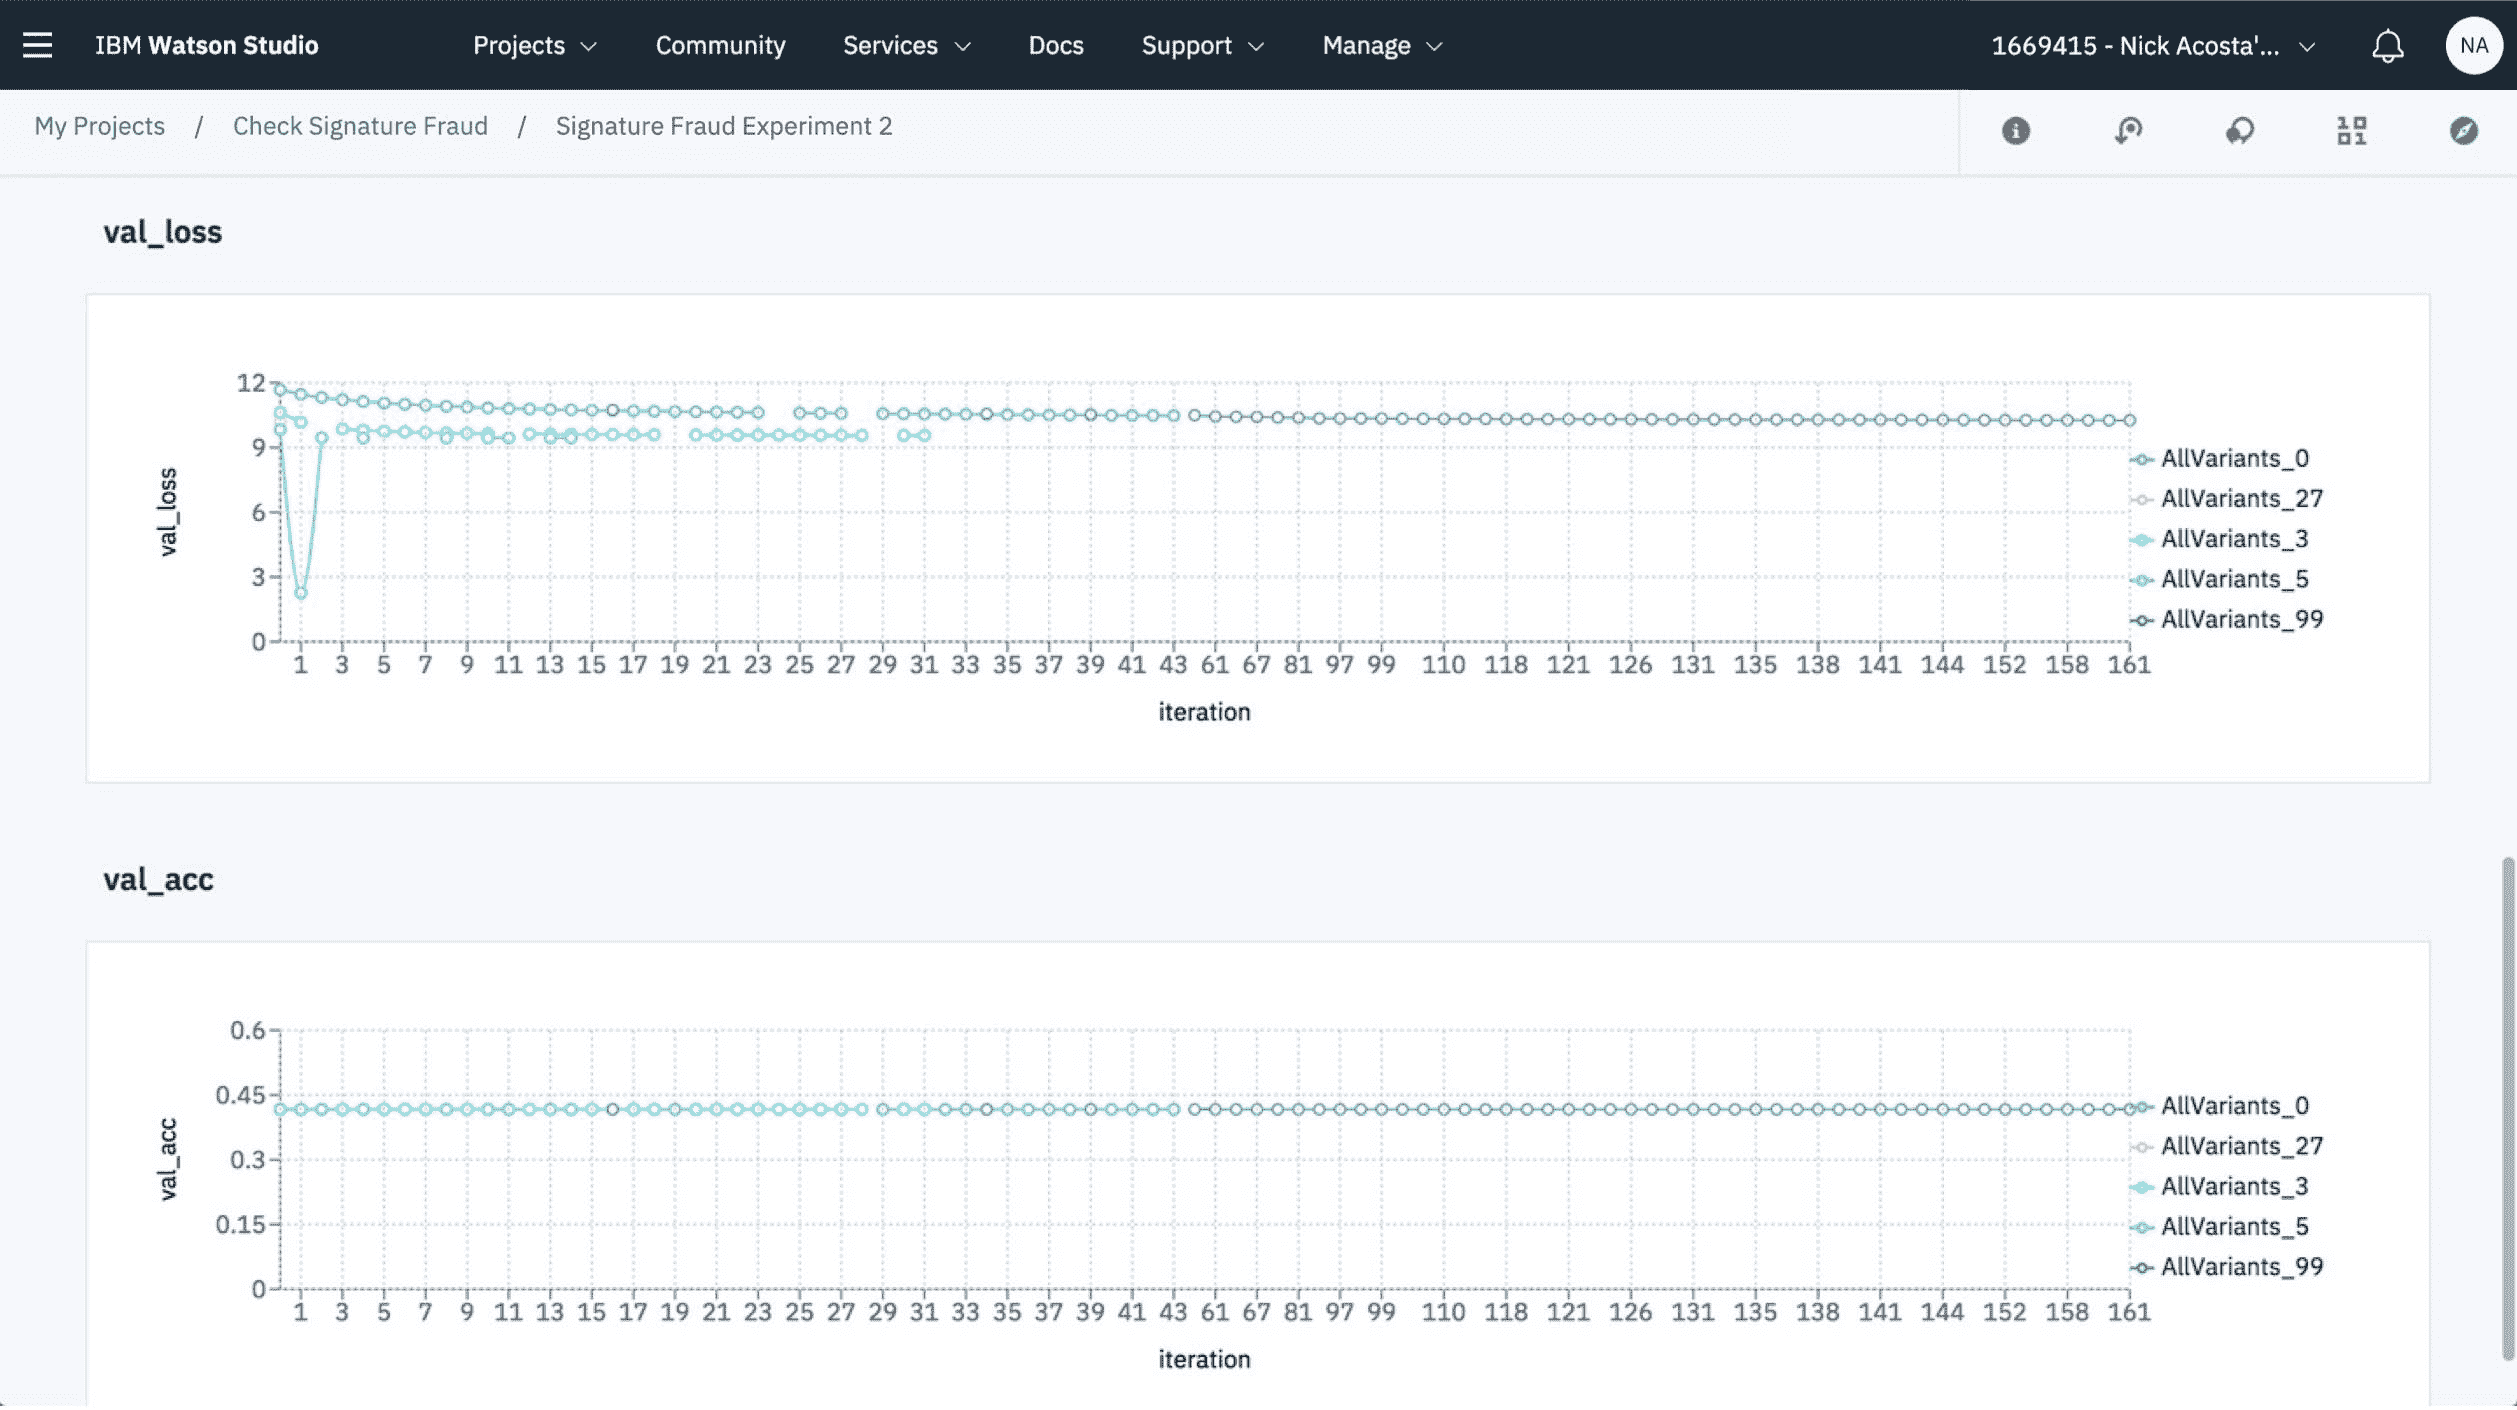 IBM Watson Studio Projects Community Services Docs Support Manage 1669415 - Nick Acosta'... NA
My Projects / Check Signature Fraud / Signature Fraud Experiment 2
val_loss
12
9
6
3
0
val_loss
1 3 5 7 9 11 13 15 17 19 21 23 25 27 29 31 33 35 37 39 41 43 61 67 81 97 99 110 118 121 126 131 135 138 141 144 152 158 161
iteration
AllVariants_0
AllVariants_27
AllVariants_3
AllVariants_5
AllVariants_99
val_acc
0.6
0.45
0.3
0.15
0
val_acc
1 3 5 7 9 11 13 15 17 19 21 23 25 27 29 31 33 35 37 39 41 43 61 67 81 97 99 110 118 121 126 131 135 138 141 144 152 158 161
iteration
AllVariants_0
AllVariants_27
AllVariants_3
AllVariants_5
AllVariants_99